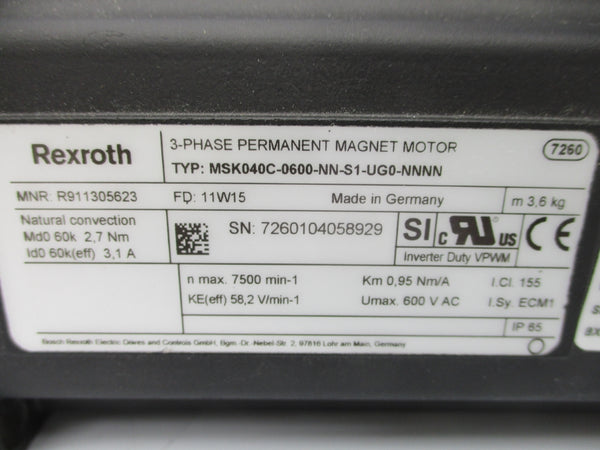 Rexroth
3-PHASE PERMANENT MAGNET MOTOR
7260
TYP: MSK040C-0600-NN-S1-UG0-NNNN
MNR: R911305623 FD: 11W15 Made in Germany m 3,6 kg
Natural convection
Md0 60k 2,7 Nm
Id0 60k(eff) 3,1 A
SN: 7260104058929
SI c RU US CE
Inverter Duty VPWM
n max. 7500 min-1 Km 0,95 Nm/A I.Cl. 155
KE(eff) 58,2 V/min-1 Umax. 600 V AC I.Sy. ECM1
IP 65
Bosch Rexroth Electric Drives and Controls GmbH, Bgm.-Dr.-Nebel-Str. 2, 97816 Lohr am Main, Germany